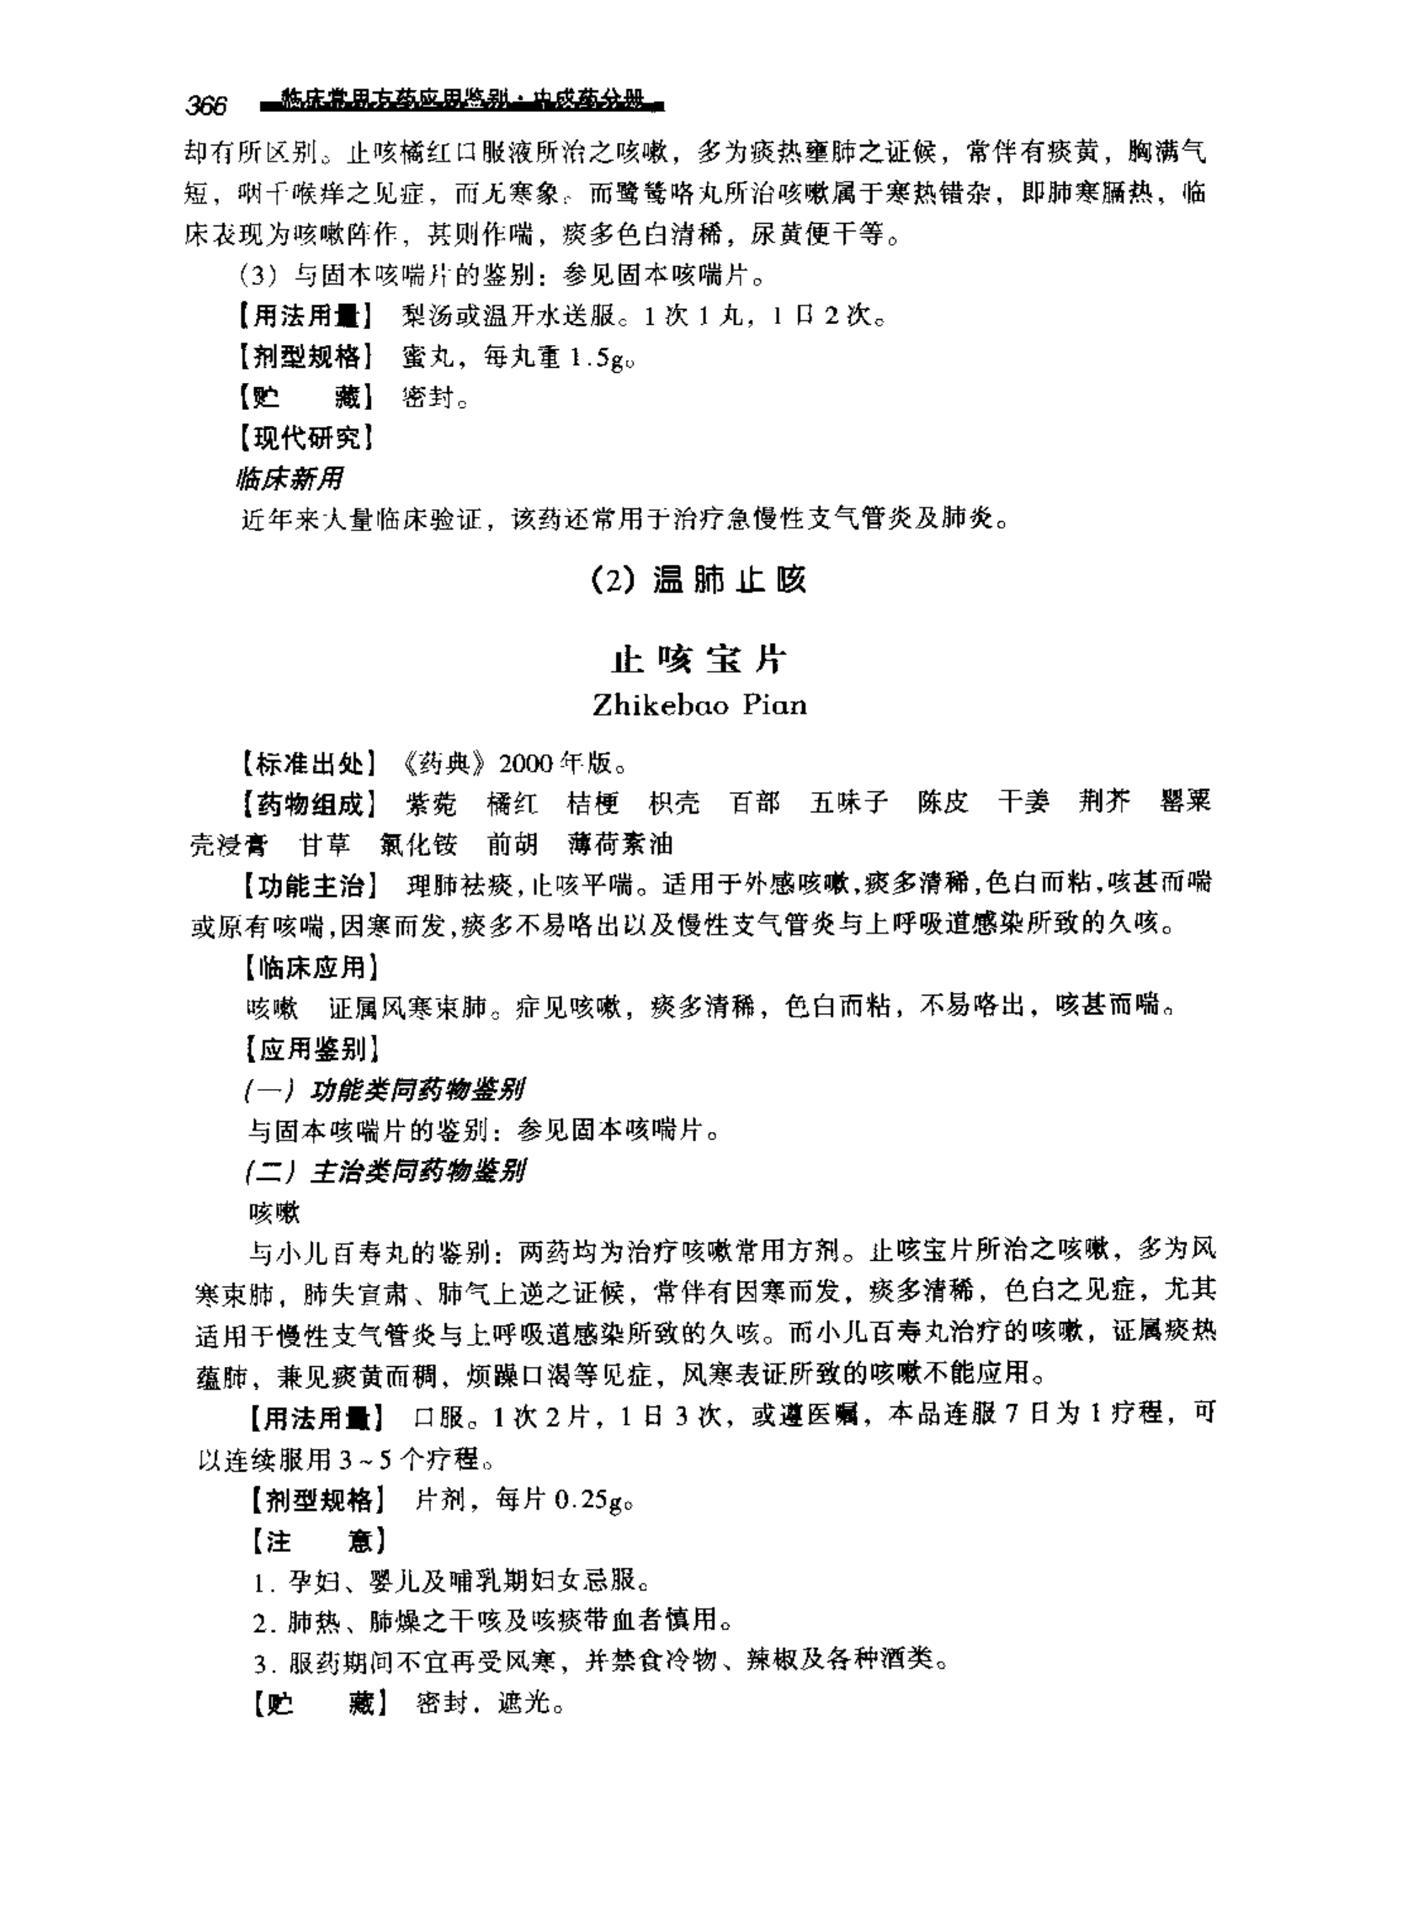 366 临床常用方药应用鉴别·中成药分册
却有所区别。止咳橘红口服液所治之咳嗽，多为痰热壅肺之证候，常伴有痰黄，胸满气
短，咽干喉痒之见症，而无寒象。而鹭鸶咯丸所治咳嗽属于寒热错杂，即肺寒膈热，临
床表现为咳嗽阵作，甚则作喘，痰多色白清稀，尿黄便干等。
（3）与固本咳喘片的鉴别：参见固本咳喘片。
【用法用量】 梨汤或温开水送服。1 次 1 丸，1 日 2 次。
【剂型规格】 蜜丸，每丸重 1.5g。
【贮 藏】 密封。
【现代研究】
临床新用
近年来大量临床验证，该药还常用于治疗急慢性支气管炎及肺炎。
（2）温肺止咳
止咳宝片
Zhikebao Pian
【标准出处】《药典》2000 年版。
【药物组成】 紫菀 橘红 桔梗 枳壳 百部 五味子 陈皮 干姜 荆芥 罂粟
壳浸膏 甘草 氯化铵 前胡 薄荷素油
【功能主治】 理肺祛痰，止咳平喘。适用于外感咳嗽，痰多清稀，色白而粘，咳甚而喘
或原有咳喘，因寒而发，痰多不易咯出以及慢性支气管炎与上呼吸道感染所致的久咳。
【临床应用】
咳嗽 证属风寒束肺。症见咳嗽，痰多清稀，色白而粘，不易咯出，咳甚而喘。
【应用鉴别】
（一）功能类同药物鉴别
与固本咳喘片的鉴别：参见固本咳喘片。
（二）主治类同药物鉴别
咳嗽
与小儿百寿丸的鉴别：两药均为治疗咳嗽常用方剂。止咳宝片所治之咳嗽，多为风
寒束肺，肺失宣肃、肺气上逆之证候，常伴有因寒而发，痰多清稀，色白之见症，尤其
适用于慢性支气管炎与上呼吸道感染所致的久咳。而小儿百寿丸治疗的咳嗽，证属痰热
蕴肺，兼见痰黄而稠，烦躁口渴等见症，风寒表证所致的咳嗽不能应用。
【用法用量】 口服。1 次 2 片，1 日 3 次，或遵医嘱，本品连服 7 日为 1 疗程，可
以连续服用 3～5 个疗程。
【剂型规格】 片剂，每片 0.25g。
【注 意】
1. 孕妇、婴儿及哺乳期妇女忌服。
2. 肺热、肺燥之干咳及咳痰带血者慎用。
3. 服药期间不宜再受风寒，并禁食冷物、辣椒及各种酒类。
【贮 藏】 密封，遮光。